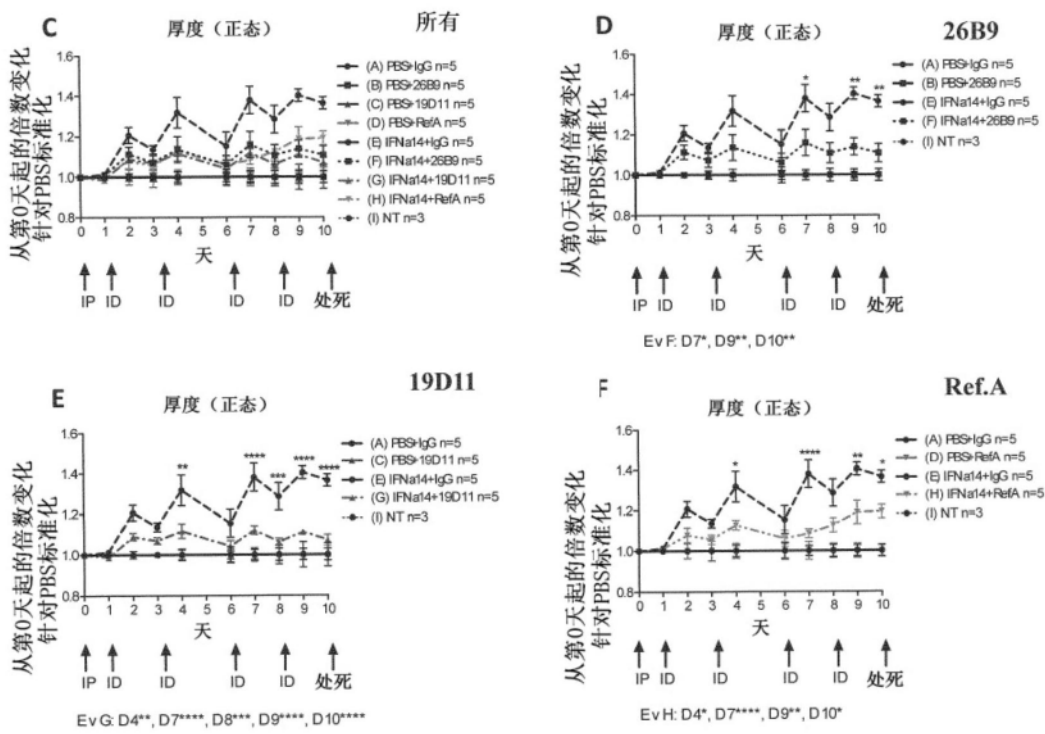 C
所有
厚度（正态）
从第0天起的倍数变化
针对PBS标准化
1.6
1.4
1.2
1.0
0.8
0 1 2 3 4 6 7 8 9 10
天
(A) PBS+IgG n=5
(B) PBS+26B9 n=5
(C) PBS+19D11 n=5
(D) PBS+RefA n=5
(E) IFNa14+IgG n=5
(F) IFNa14+26B9 n=5
(G) IFNa14+19D11 n=5
(H) IFNa14+RefA n=5
(I) NT n=3
IP ID ID ID ID 处死
D
26B9
厚度（正态）
从第0天起的倍数变化
针对PBS标准化
1.6
1.4
1.2
1.0
0.8
* ** **
0 1 2 3 4 6 7 8 9 10
天
(A) PBS+IgG n=5
(B) PBS+26B9 n=5
(E) IFNa14+IgG n=5
(F) IFNa14+26B9 n=5
(I) NT n=3
IP ID ID ID ID 处死
Ev F: D7*, D9**, D10**
E
19D11
厚度（正态）
从第0天起的倍数变化
针对PBS标准化
1.6
1.4
1.2
1.0
0.8
** **** *** **** ****
0 1 2 3 4 6 7 8 9 10
天
(A) PBS+IgG n=5
(C) PBS+19D11 n=5
(E) IFNa14+IgG n=5
(G) IFNa14+19D11 n=5
(I) NT n=3
IP ID ID ID ID 处死
Ev G: D4**, D7****, D8***, D9****, D10****
F
Ref.A
厚度（正态）
从第0天起的倍数变化
针对PBS标准化
1.6
1.4
1.2
1.0
0.8
* **** ** *
0 1 2 3 4 6 7 8 9 10
天
(A) PBS+IgG n=5
(D) PBS+RefA n=5
(E) IFNa14+IgG n=5
(H) IFNa14+RefA n=5
(I) NT n=3
IP ID ID ID ID 处死
Ev H: D4*, D7****, D9**, D10*